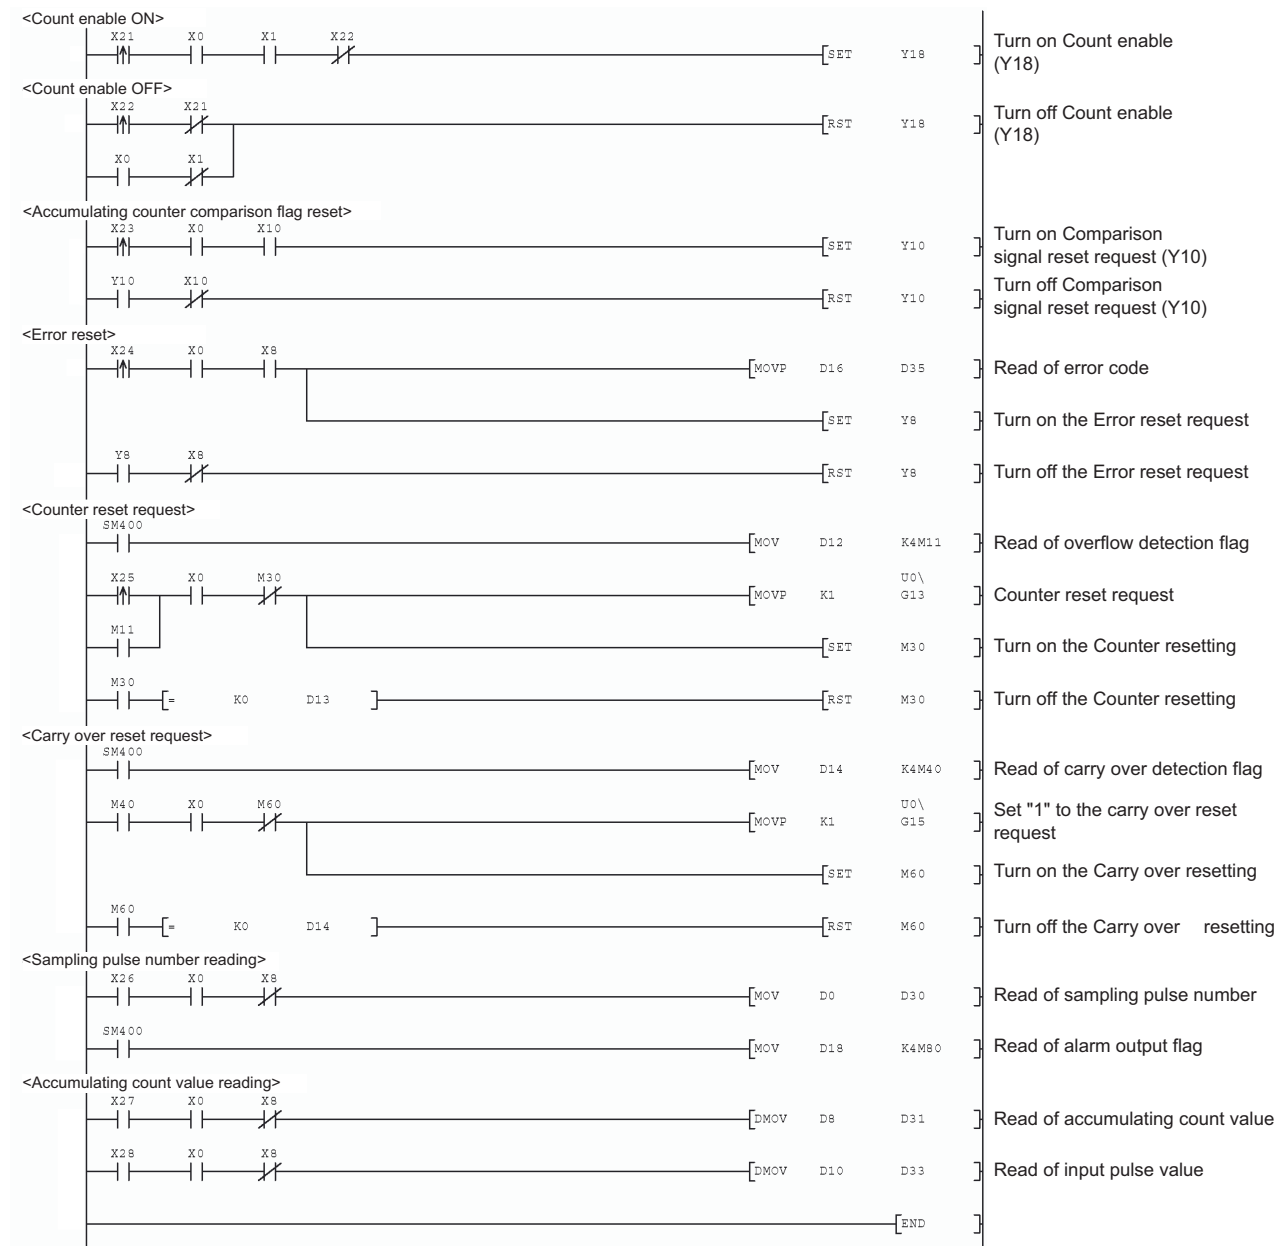 <Count enable ON>
X21 X0 X1 X22
SET Y18
Turn on Count enable
(Y18)
<Count enable OFF>
X22 X21
RST Y18
Turn off Count enable
(Y18)
X0 X1
<Accumulating counter comparison flag reset>
X23 X0 X10
SET Y10
Turn on Comparison
signal reset request (Y10)
Y10 X10
RST Y10
Turn off Comparison
signal reset request (Y10)
<Error reset>
X24 X0 X8
MOVP D16 D35
Read of error code
SET Y8
Turn on the Error reset request
Y8 X8
RST Y8
Turn off the Error reset request
<Counter reset request>
SM400
MOV D12 K4M11
Read of overflow detection flag
X25 X0 M30
U0\
MOVP K1 G13
Counter reset request
M11
SET M30
Turn on the Counter resetting
M30
= K0 D13
RST M30
Turn off the Counter resetting
<Carry over reset request>
SM400
MOV D14 K4M40
Read of carry over detection flag
M40 X0 M60
U0\
MOVP K1 G15
Set "1" to the carry over reset
request
SET M60
Turn on the Carry over resetting
M60
= K0 D14
RST M60
Turn off the Carry over resetting
<Sampling pulse number reading>
X26 X0 X8
MOV D0 D30
Read of sampling pulse number
SM400
MOV D18 K4M80
Read of alarm output flag
<Accumulating count value reading>
X27 X0 X8
DMOV D8 D31
Read of accumulating count value
X28 X0 X8
DMOV D10 D33
Read of input pulse value
END